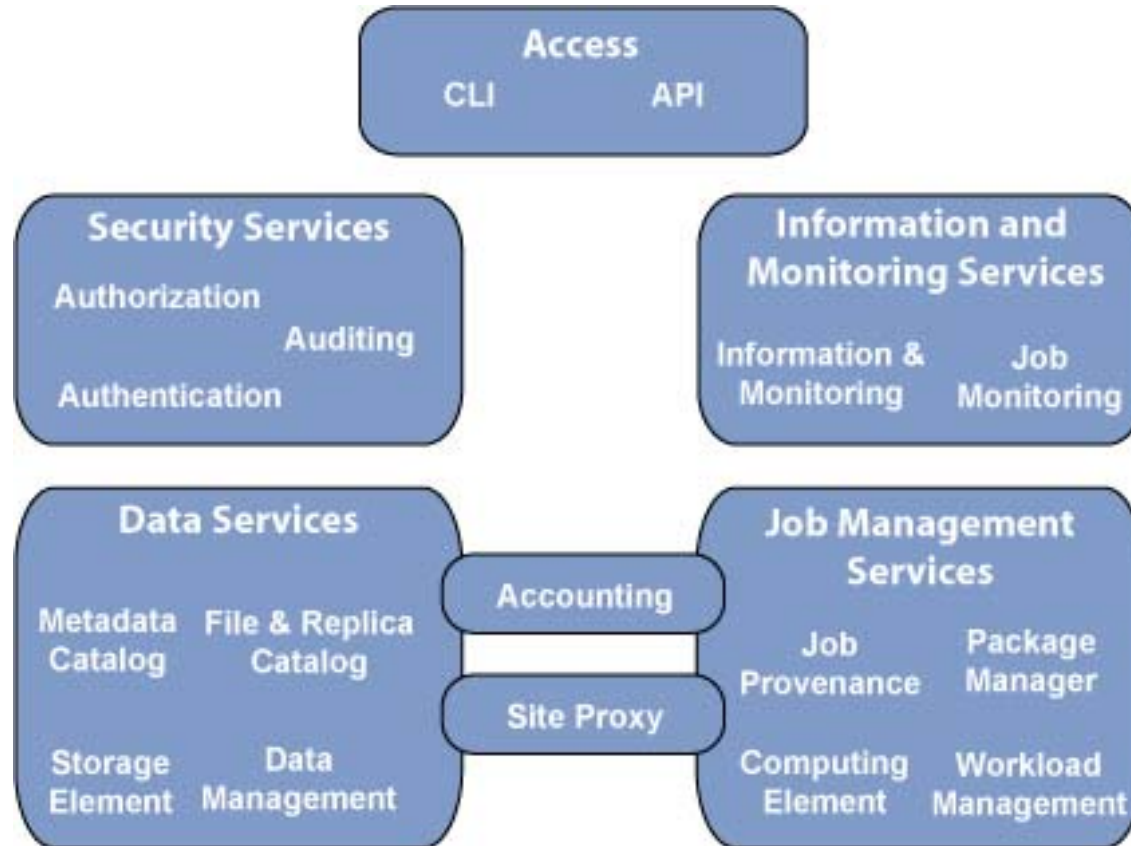 Access
CLI API
Security Services
Authorization
Auditing
Authentication
Information and
Monitoring Services
Information &
Monitoring
Job
Monitoring
Data Services
Metadata
Catalog
File & Replica
Catalog
Storage
Element
Data
Management
Accounting
Site Proxy
Job Management
Services
Job
Provenance
Package
Manager
Computing
Element
Workload
Management